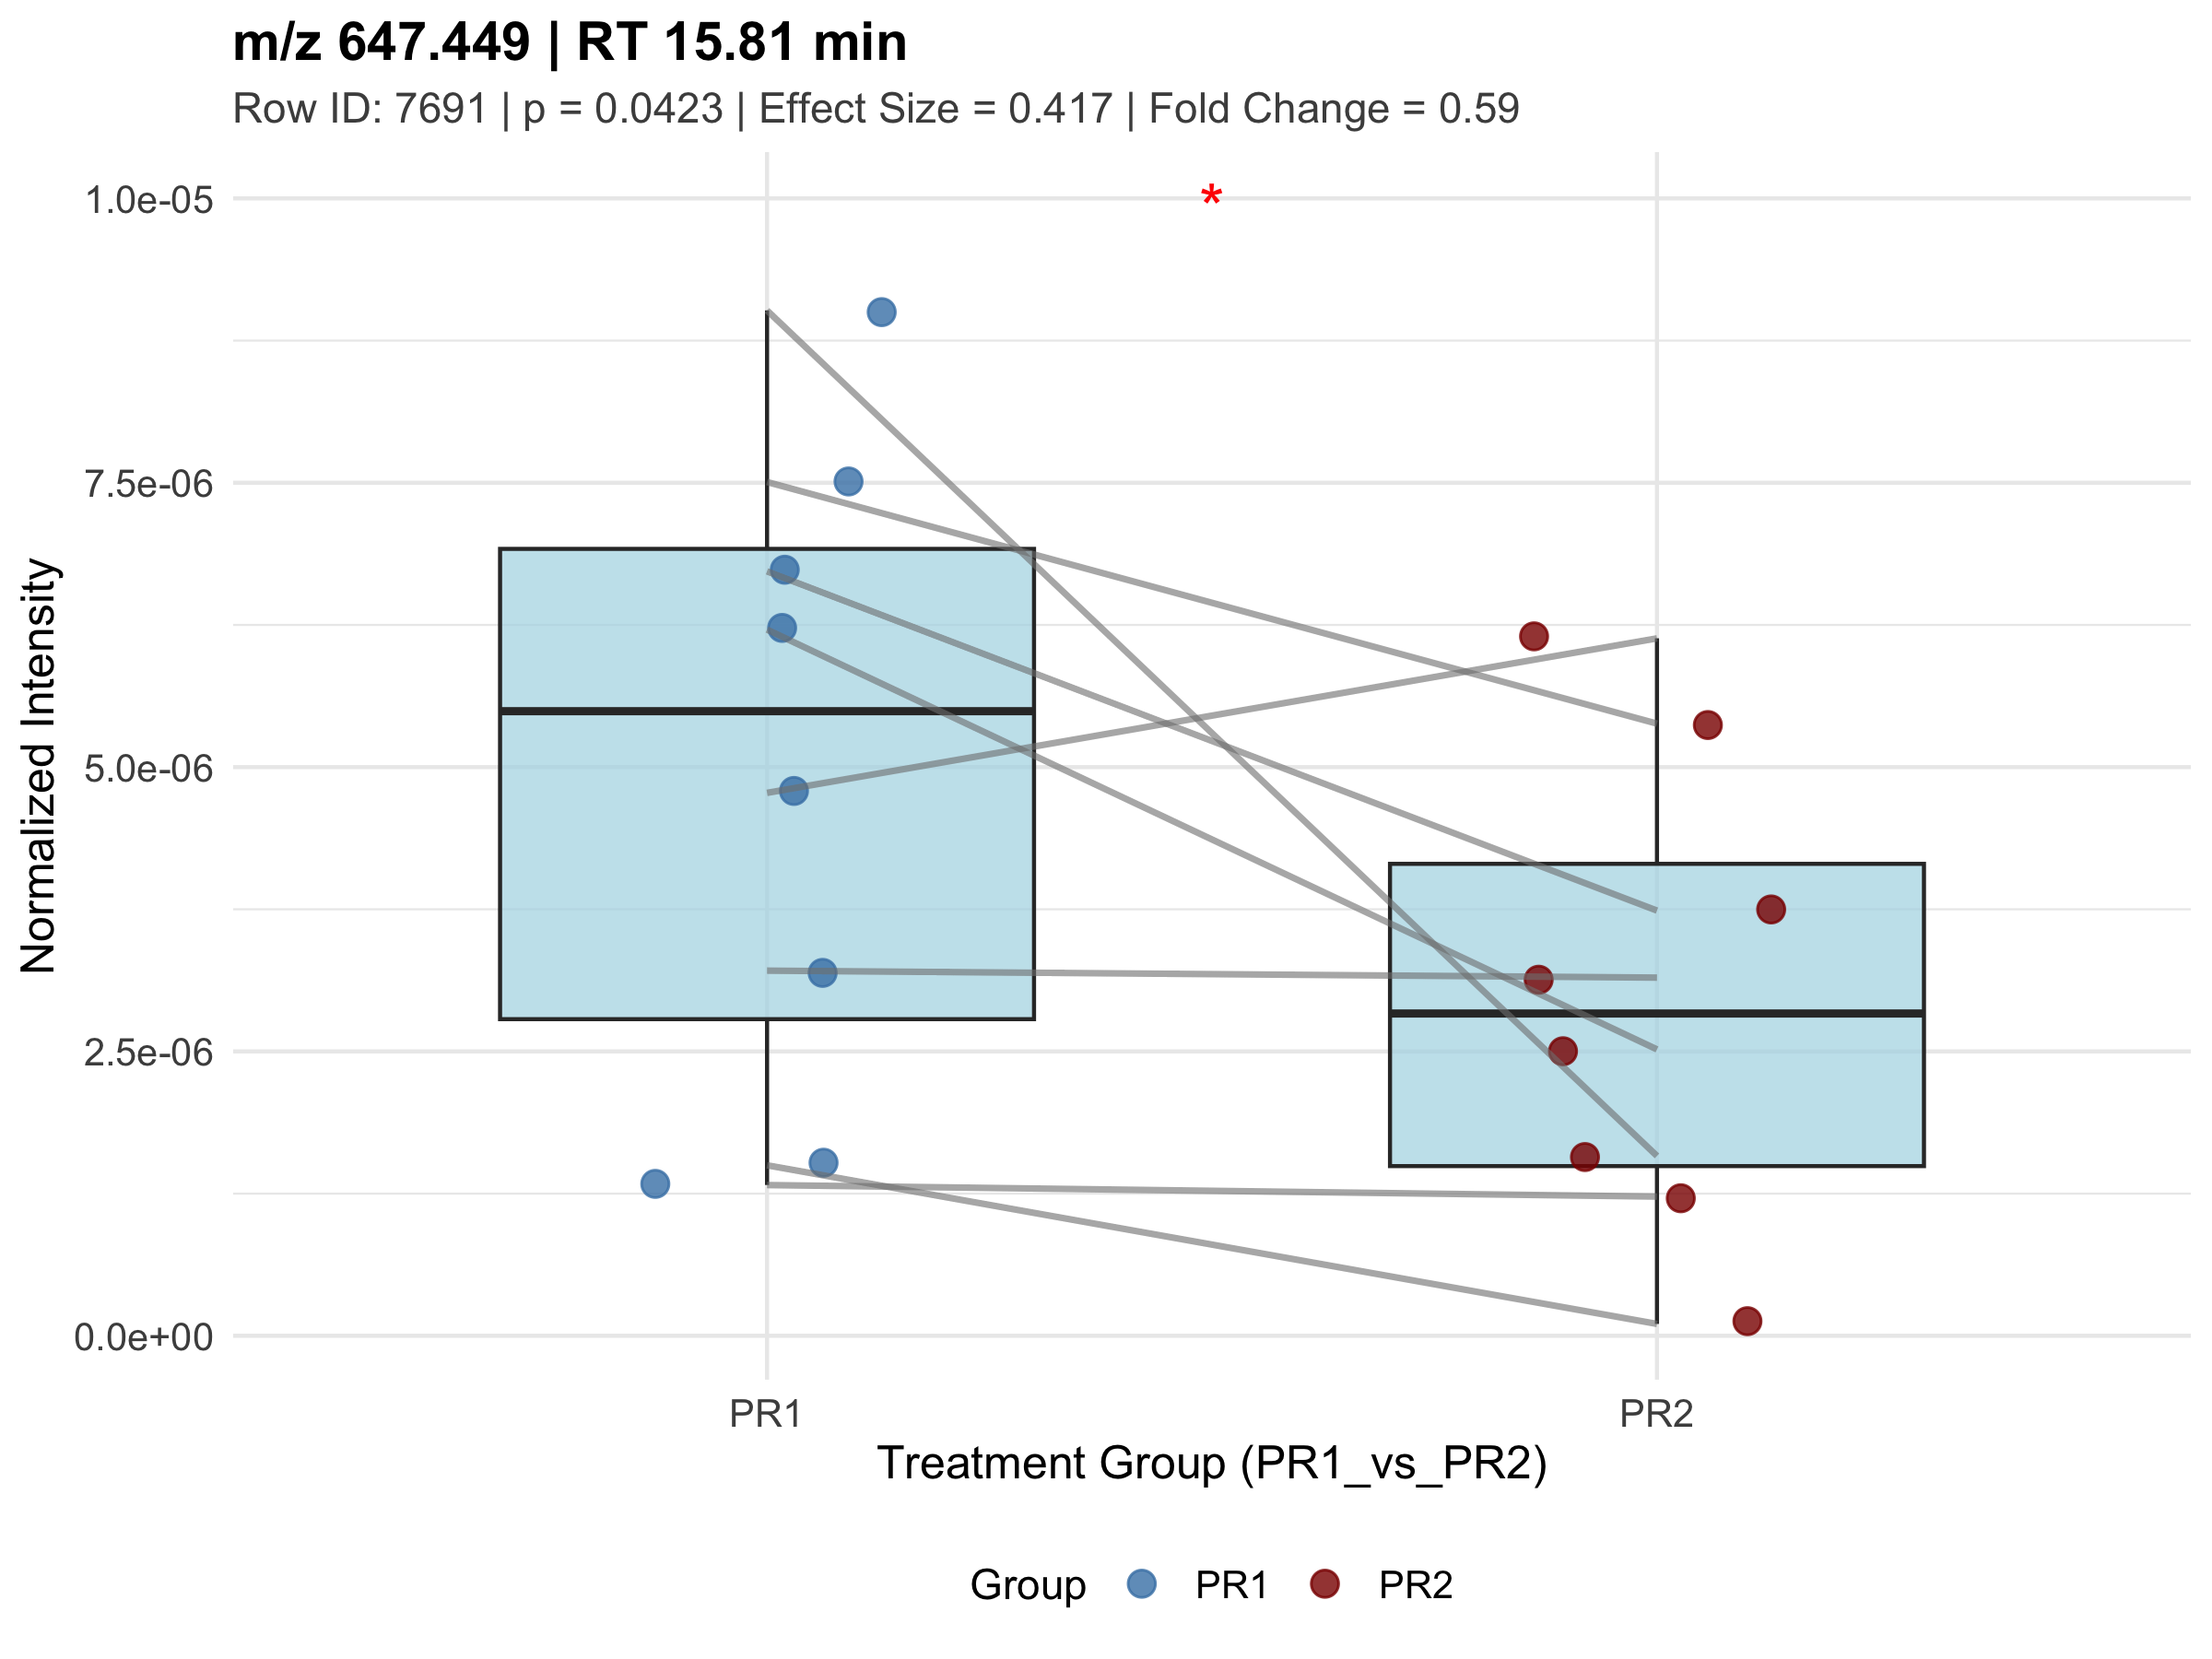 m/z 647.449 | RT 15.81 min
Row ID: 7691 | p = 0.0423 | Effect Size = 0.417 | Fold Change = 0.59
*
1.0e-05
7.5e-06
5.0e-06
2.5e-06
0.0e+00
Normalized Intensity
PR1
PR2
Treatment Group (PR1_vs_PR2)
Group PR1 PR2